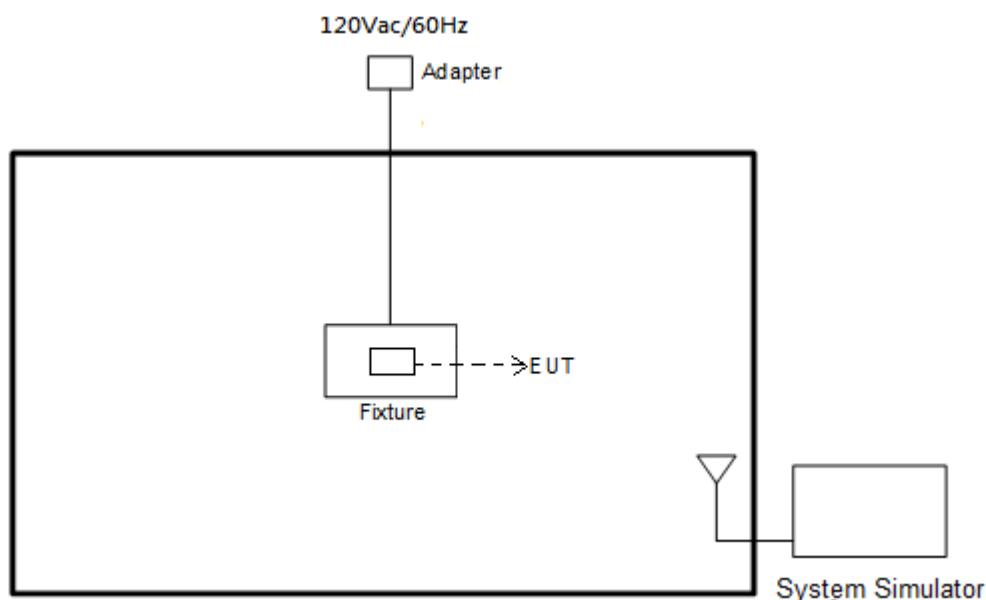 120Vac/60Hz
Adapter
EUT
Fixture
System Simulator